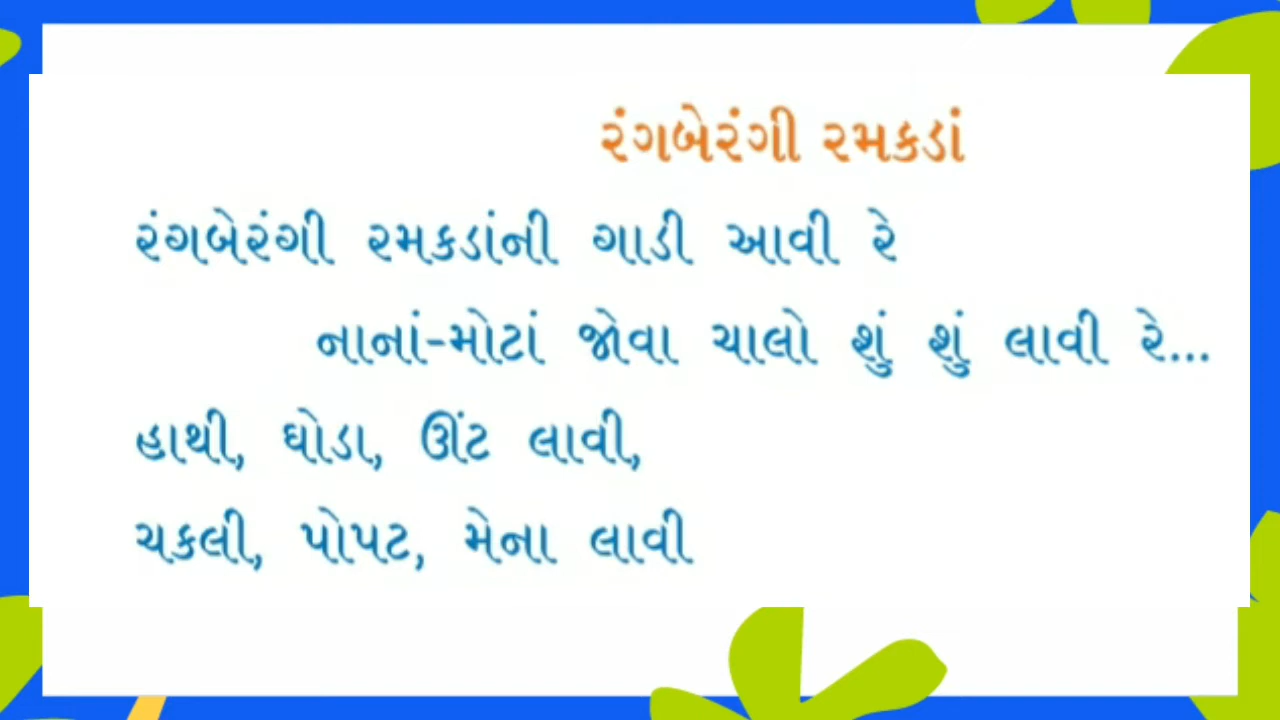 રંગબેરંગી રમકડાં
રંગબેરંગી રમકડાંની ગાડી આવી રે
નાનાં-મોટાં જોવા ચાલો શું શું લાવી રે...
હાથી, ઘોડા, ઊંટ લાવી,
ચકલી, પોપટ, મેના લાવી